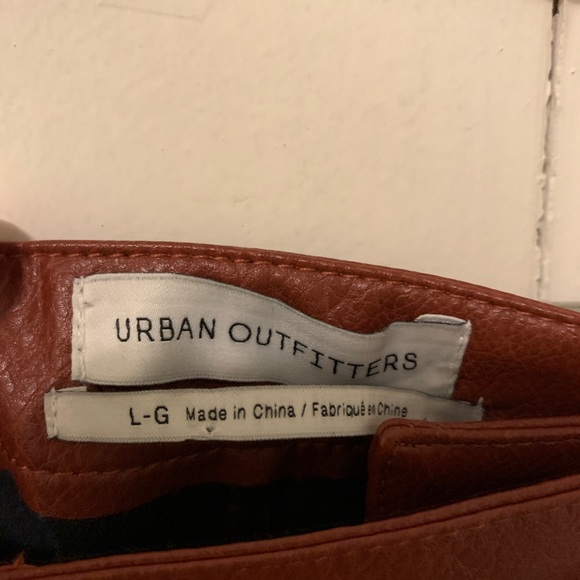 URBAN OUTFITTERS
L-G Made in China / Fabriqué en Chine